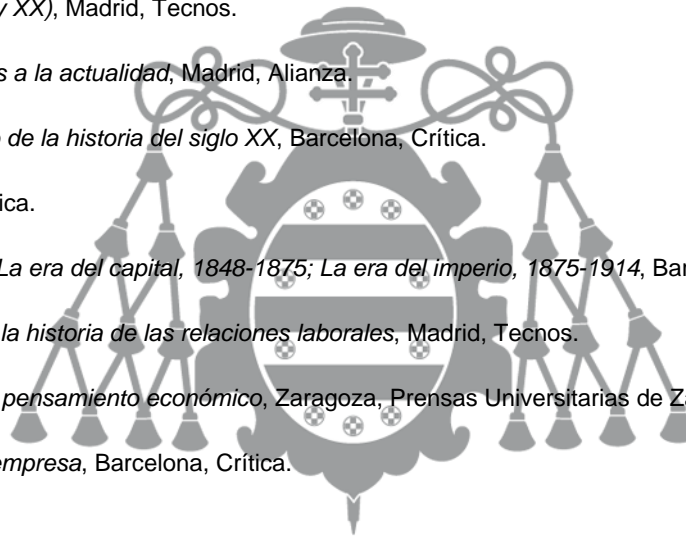 y XX), Madrid, Tecnos.
s a la actualidad, Madrid, Alianza.
o de la historia del siglo XX, Barcelona, Crítica.
ica.
La era del capital, 1848-1875; La era del imperio, 1875-1914, Bar
la historia de las relaciones laborales, Madrid, Tecnos.
pensamiento económico, Zaragoza, Prensas Universitarias de Za
empresa, Barcelona, Crítica.